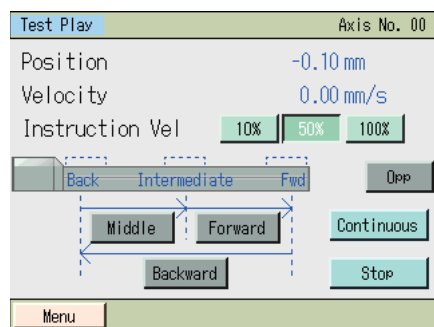 Test Play Axis No. 00
Position -0.10 mm
Velocity 0.00 mm/s
Instruction Vel 10% 50% 100%
Back Intermediate Fwd Opp
Middle Forward Continuous
Backward Stop
Menu